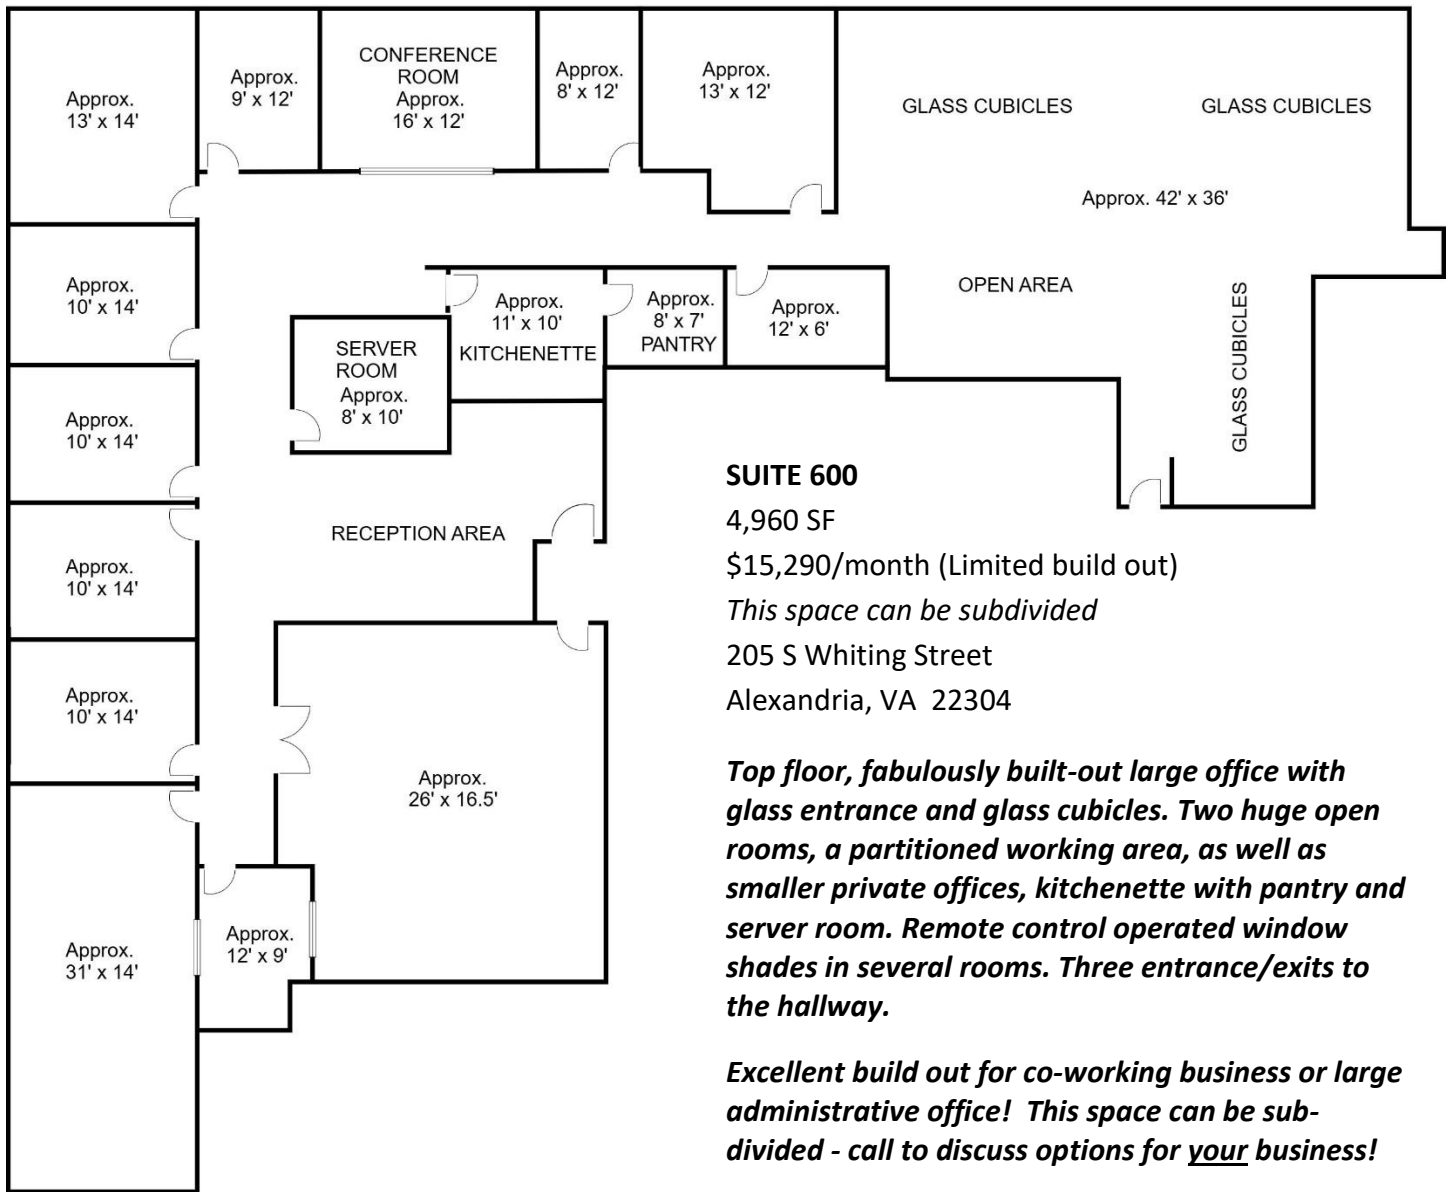 Approx.
13' x 14'
Approx.
9' x 12'
CONFERENCE
ROOM
Approx.
16' x 12'
Approx.
8' x 12'
Approx.
13' x 12'
GLASS CUBICLES
GLASS CUBICLES
Approx. 42' x 36'
OPEN AREA
GLASS CUBICLES
Approx.
10' x 14'
Approx.
11' x 10'
KITCHENETTE
Approx.
8' x 7'
PANTRY
Approx.
12' x 6'
SERVER
ROOM
Approx.
8' x 10'
Approx.
10' x 14'
RECEPTION AREA
Approx.
10' x 14'
Approx.
10' x 14'
Approx.
26' x 16.5'
Approx.
31' x 14'
Approx.
12' x 9'
SUITE 600
4,960 SF
$15,290/month (Limited build out)
This space can be subdivided
205 S Whiting Street
Alexandria, VA 22304
Top floor, fabulously built-out large office with
glass entrance and glass cubicles. Two huge open
rooms, a partitioned working area, as well as
smaller private offices, kitchenette with pantry and
server room. Remote control operated window
shades in several rooms. Three entrance/exits to
the hallway.
Excellent build out for co-working business or large
administrative office! This space can be sub-
divided - call to discuss options for your business!